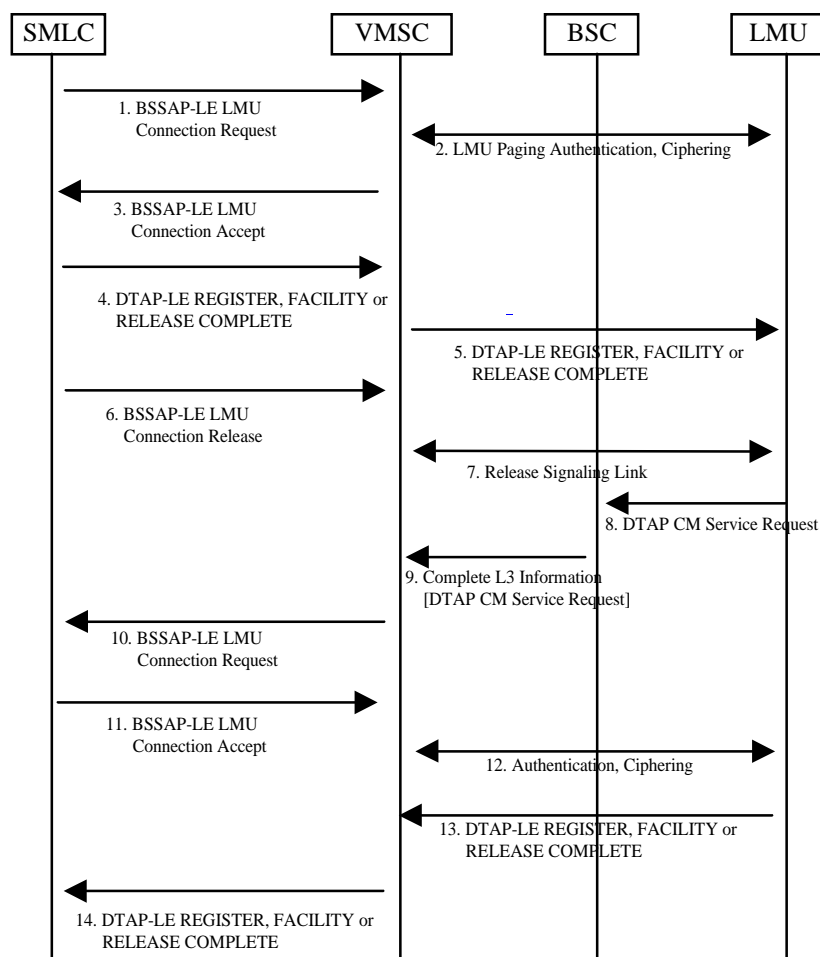 SMLC VMSC BSC LMU
1. BSSAP-LE LMU
Connection Request
2. LMU Paging Authentication, Ciphering
3. BSSAP-LE LMU
Connection Accept
4. DTAP-LE REGISTER, FACILITY or
RELEASE COMPLETE
5. DTAP-LE REGISTER, FACILITY or
RELEASE COMPLETE
6. BSSAP-LE LMU
Connection Release
7. Release Signaling Link
8. DTAP CM Service Request
9. Complete L3 Information
[DTAP CM Service Request]
10. BSSAP-LE LMU
Connection Request
11. BSSAP-LE LMU
Connection Accept
12. Authentication, Ciphering
13. DTAP-LE REGISTER, FACILITY or
RELEASE COMPLETE
14. DTAP-LE REGISTER, FACILITY or
RELEASE COMPLETE